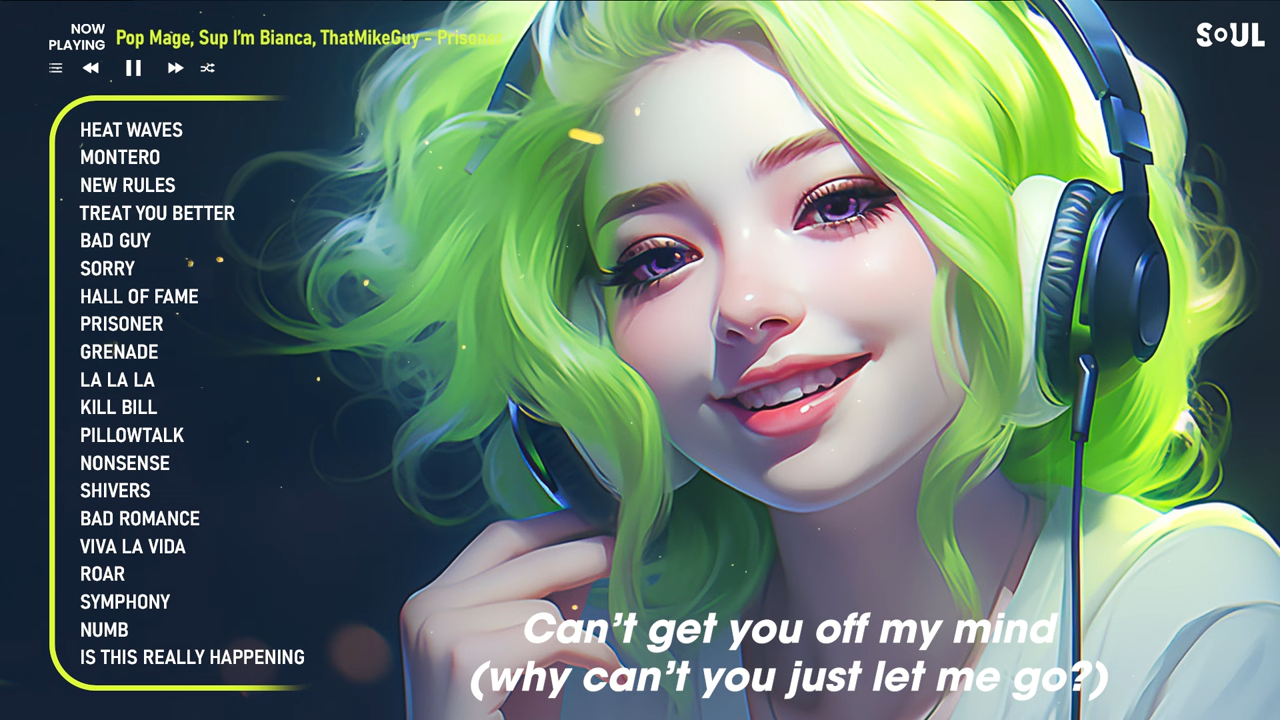 NOW
PLAYING
Pop Mage, Sup I'm Bianca, ThatMikeGuy - Prisoner
SOUL
HEAT WAVES
MONTERO
NEW RULES
TREAT YOU BETTER
BAD GUY
SORRY
HALL OF FAME
PRISONER
GRENADE
LA LA LA
KILL BILL
PILLOWTALK
NONSENSE
SHIVERS
BAD ROMANCE
VIVA LA VIDA
ROAR
SYMPHONY
NUMB
IS THIS REALLY HAPPENING
Can't get you off my mind
(why can't you just let me go?)